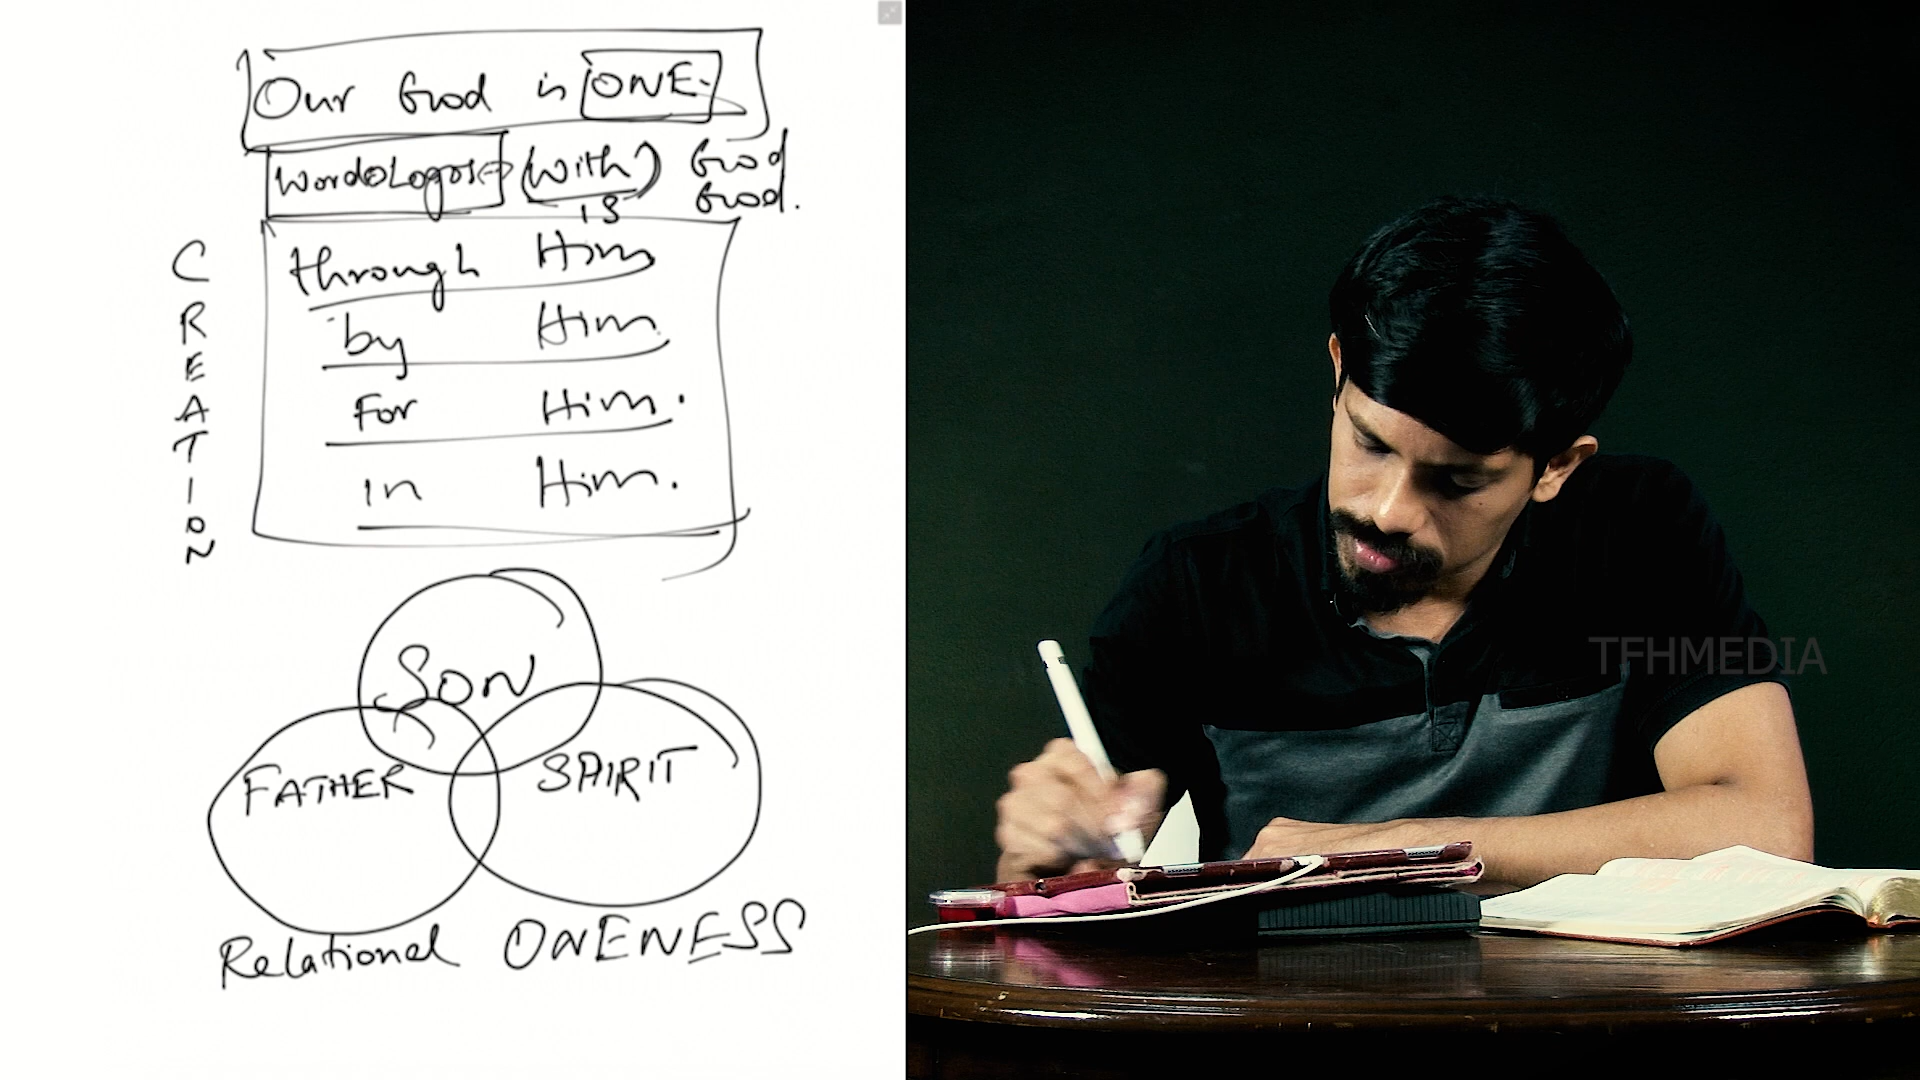 Our God is ONE.
Word Logos (with) God
is God.
CREATION
through Him
by Him.
For Him.
in Him.
SON
FATHER SPIRIT
Relational ONENESS
TFHMEDIA